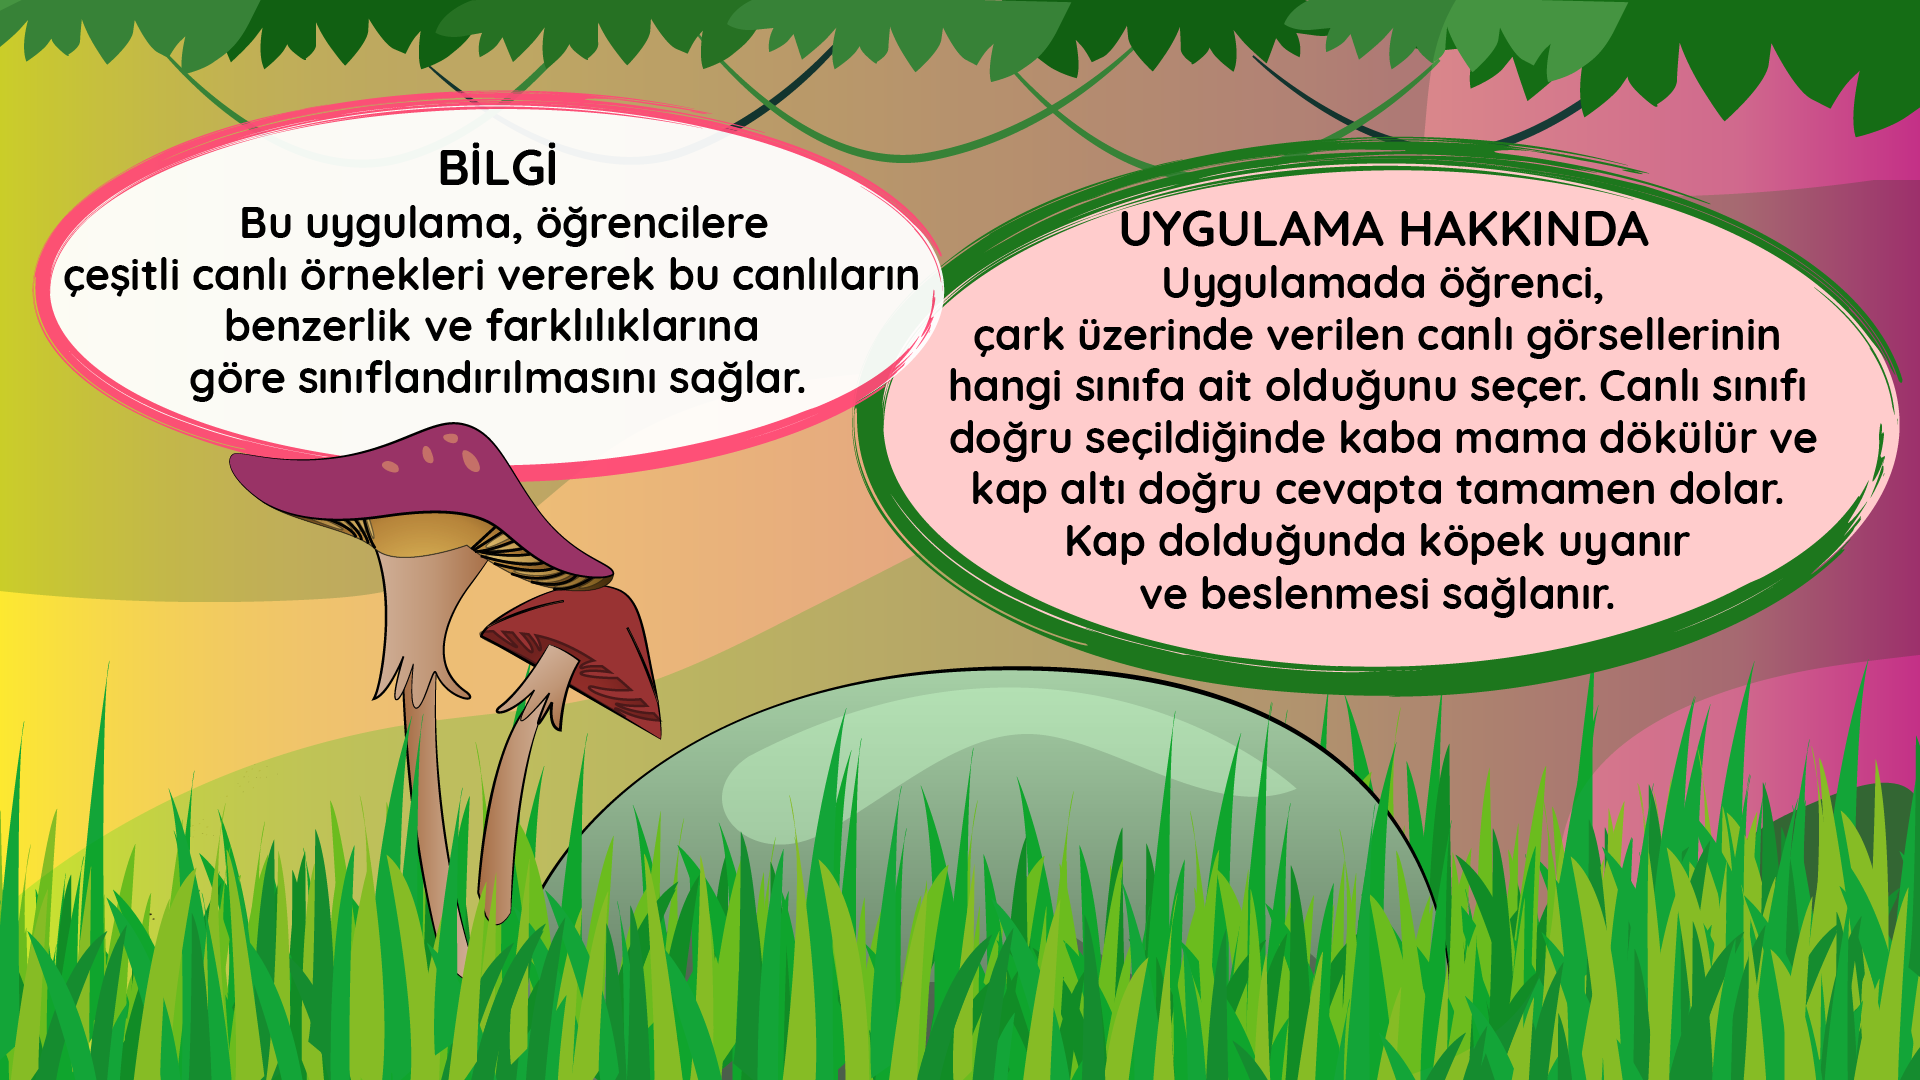 BİLGİ
Bu uygulama, öğrencilere
çeşitli canlı örnekleri vererek bu canlıların
benzerlik ve farklılıklarına
göre sınıflandırılmasını sağlar.
UYGULAMA HAKKINDA
Uygulamada öğrenci,
çark üzerinde verilen canlı görsellerinin
hangi sınıfa ait olduğunu seçer. Canlı sınıfı
doğru seçildiğinde kaba mama dökülür ve
kap altı doğru cevapta tamamen dolar.
Kap dolduğunda köpek uyanır
ve beslenmesi sağlanır.